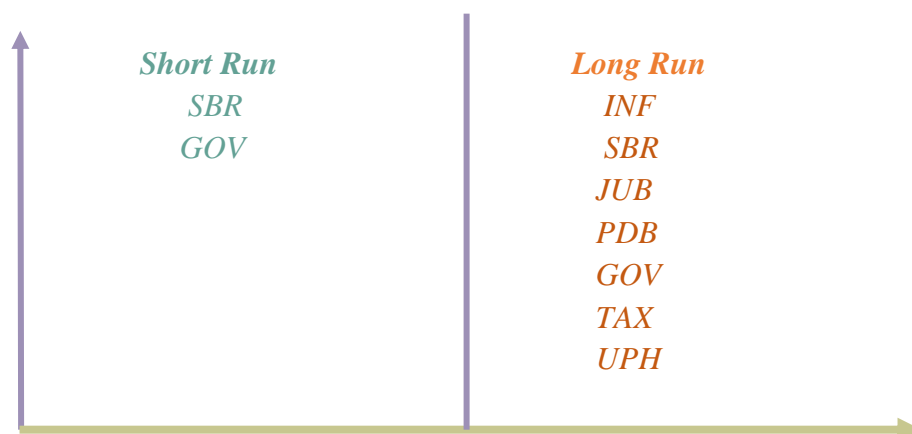 Short Run
SBR
GOV
Long Run
INF
SBR
JUB
PDB
GOV
TAX
UPH